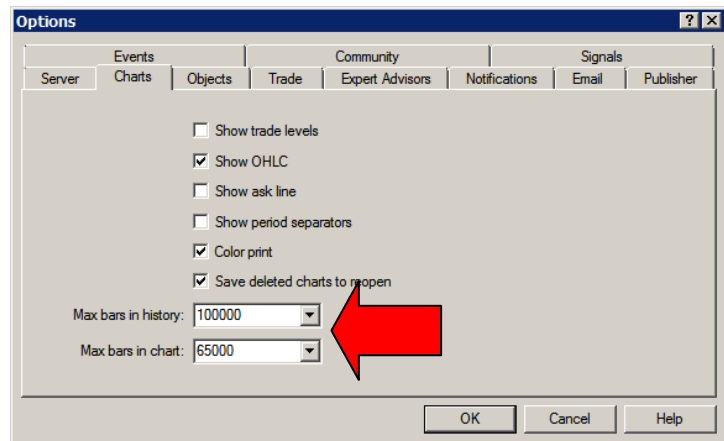 Options
Events Community Signals
Server Charts Objects Trade Expert Advisors Notifications Email Publisher
Show trade levels
Show OHLC
Show ask line
Show period separators
Color print
Save deleted charts to reopen
Max bars in history: 100000
Max bars in chart: 65000
OK Cancel Help